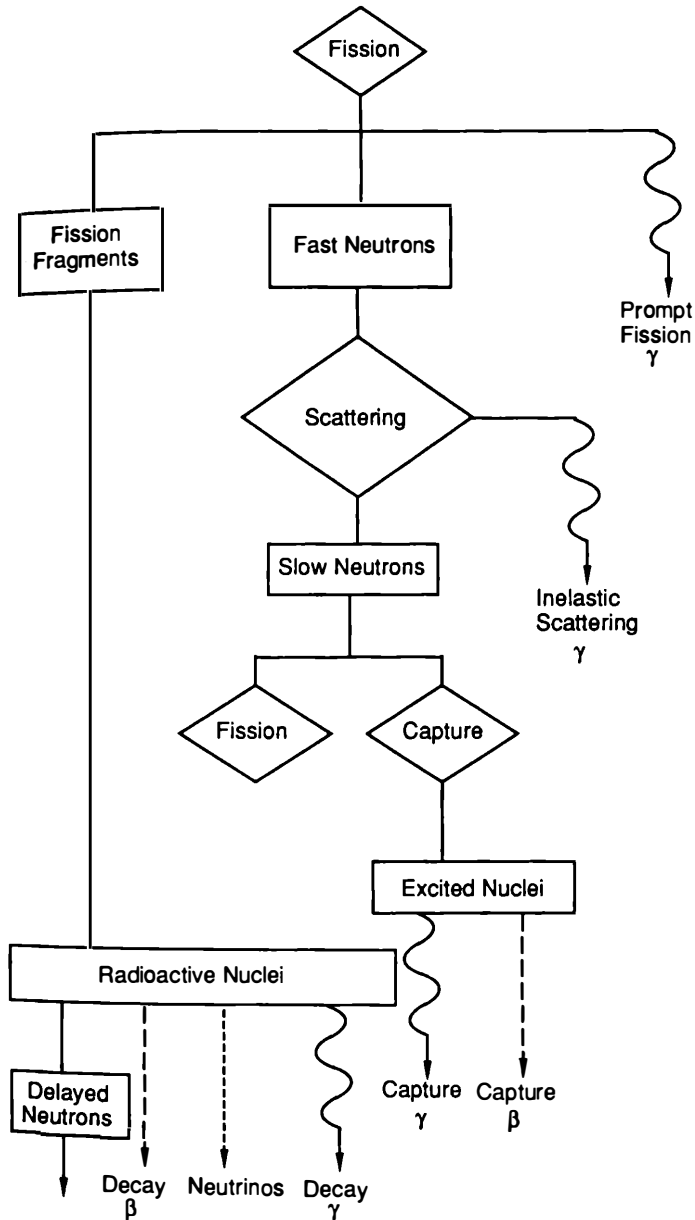 Fission
Fission
Fragments
Fast Neutrons
Prompt
Fission
γ
Scattering
Slow Neutrons
Inelastic
Scattering
γ
Fission
Capture
Excited Nuclei
Radioactive Nuclei
Delayed
Neutrons
Capture
γ
Capture
β
Decay
β
Neutrinos
Decay
γ